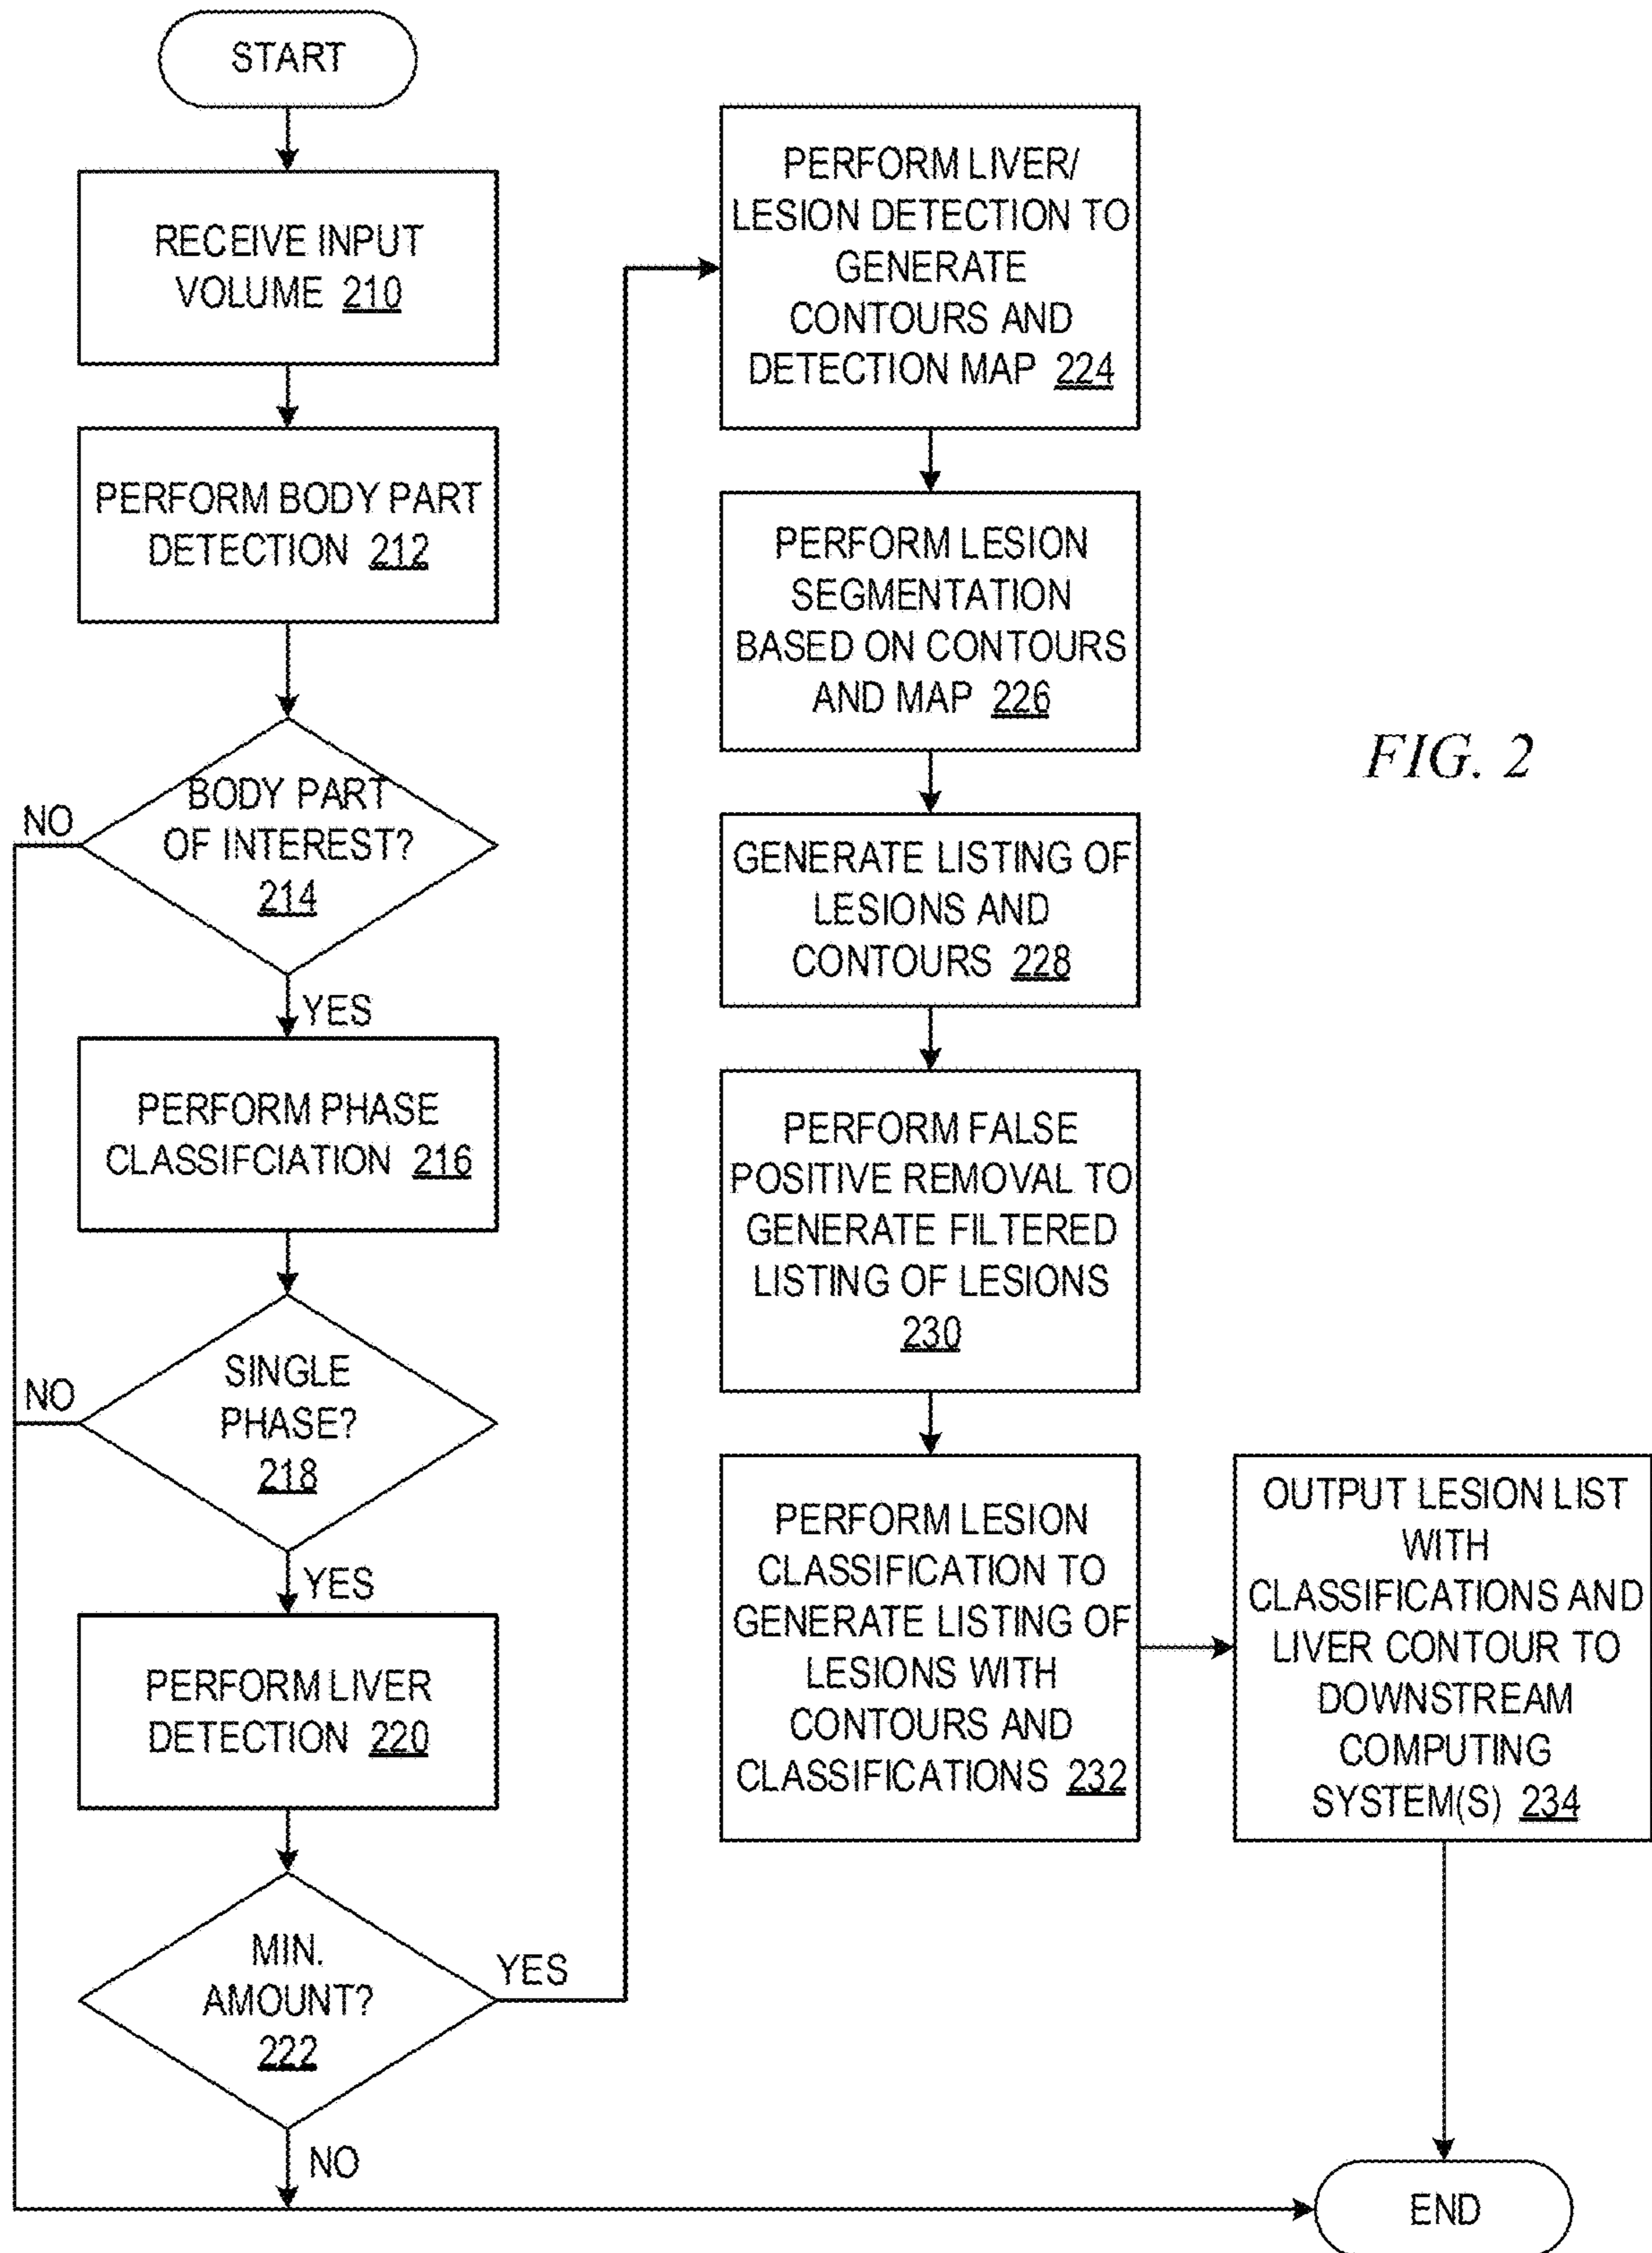 START
RECEIVE INPUT
VOLUME 210
PERFORM BODY PART
DETECTION 212
BODY PART
OF INTEREST?
214
NO
YES
PERFORM PHASE
CLASSIFCIATION 216
SINGLE
PHASE?
218
NO
YES
PERFORM LIVER
DETECTION 220
MIN.
AMOUNT?
222
YES
NO
PERFORM LIVER/
LESION DETECTION TO
GENERATE
CONTOURS AND
DETECTION MAP 224
PERFORM LESION
SEGMENTATION
BASED ON CONTOURS
AND MAP 226
GENERATE LISTING OF
LESIONS AND
CONTOURS 228
PERFORM FALSE
POSITIVE REMOVAL TO
GENERATE FILTERED
LISTING OF LESIONS
230
PERFORM LESION
CLASSIFICATION TO
GENERATE LISTING OF
LESIONS WITH
CONTOURS AND
CLASSIFICATIONS 232
OUTPUT LESION LIST
WITH
CLASSIFICATIONS AND
LIVER CONTOUR TO
DOWNSTREAM
COMPUTING
SYSTEM(S) 234
END
FIG. 2